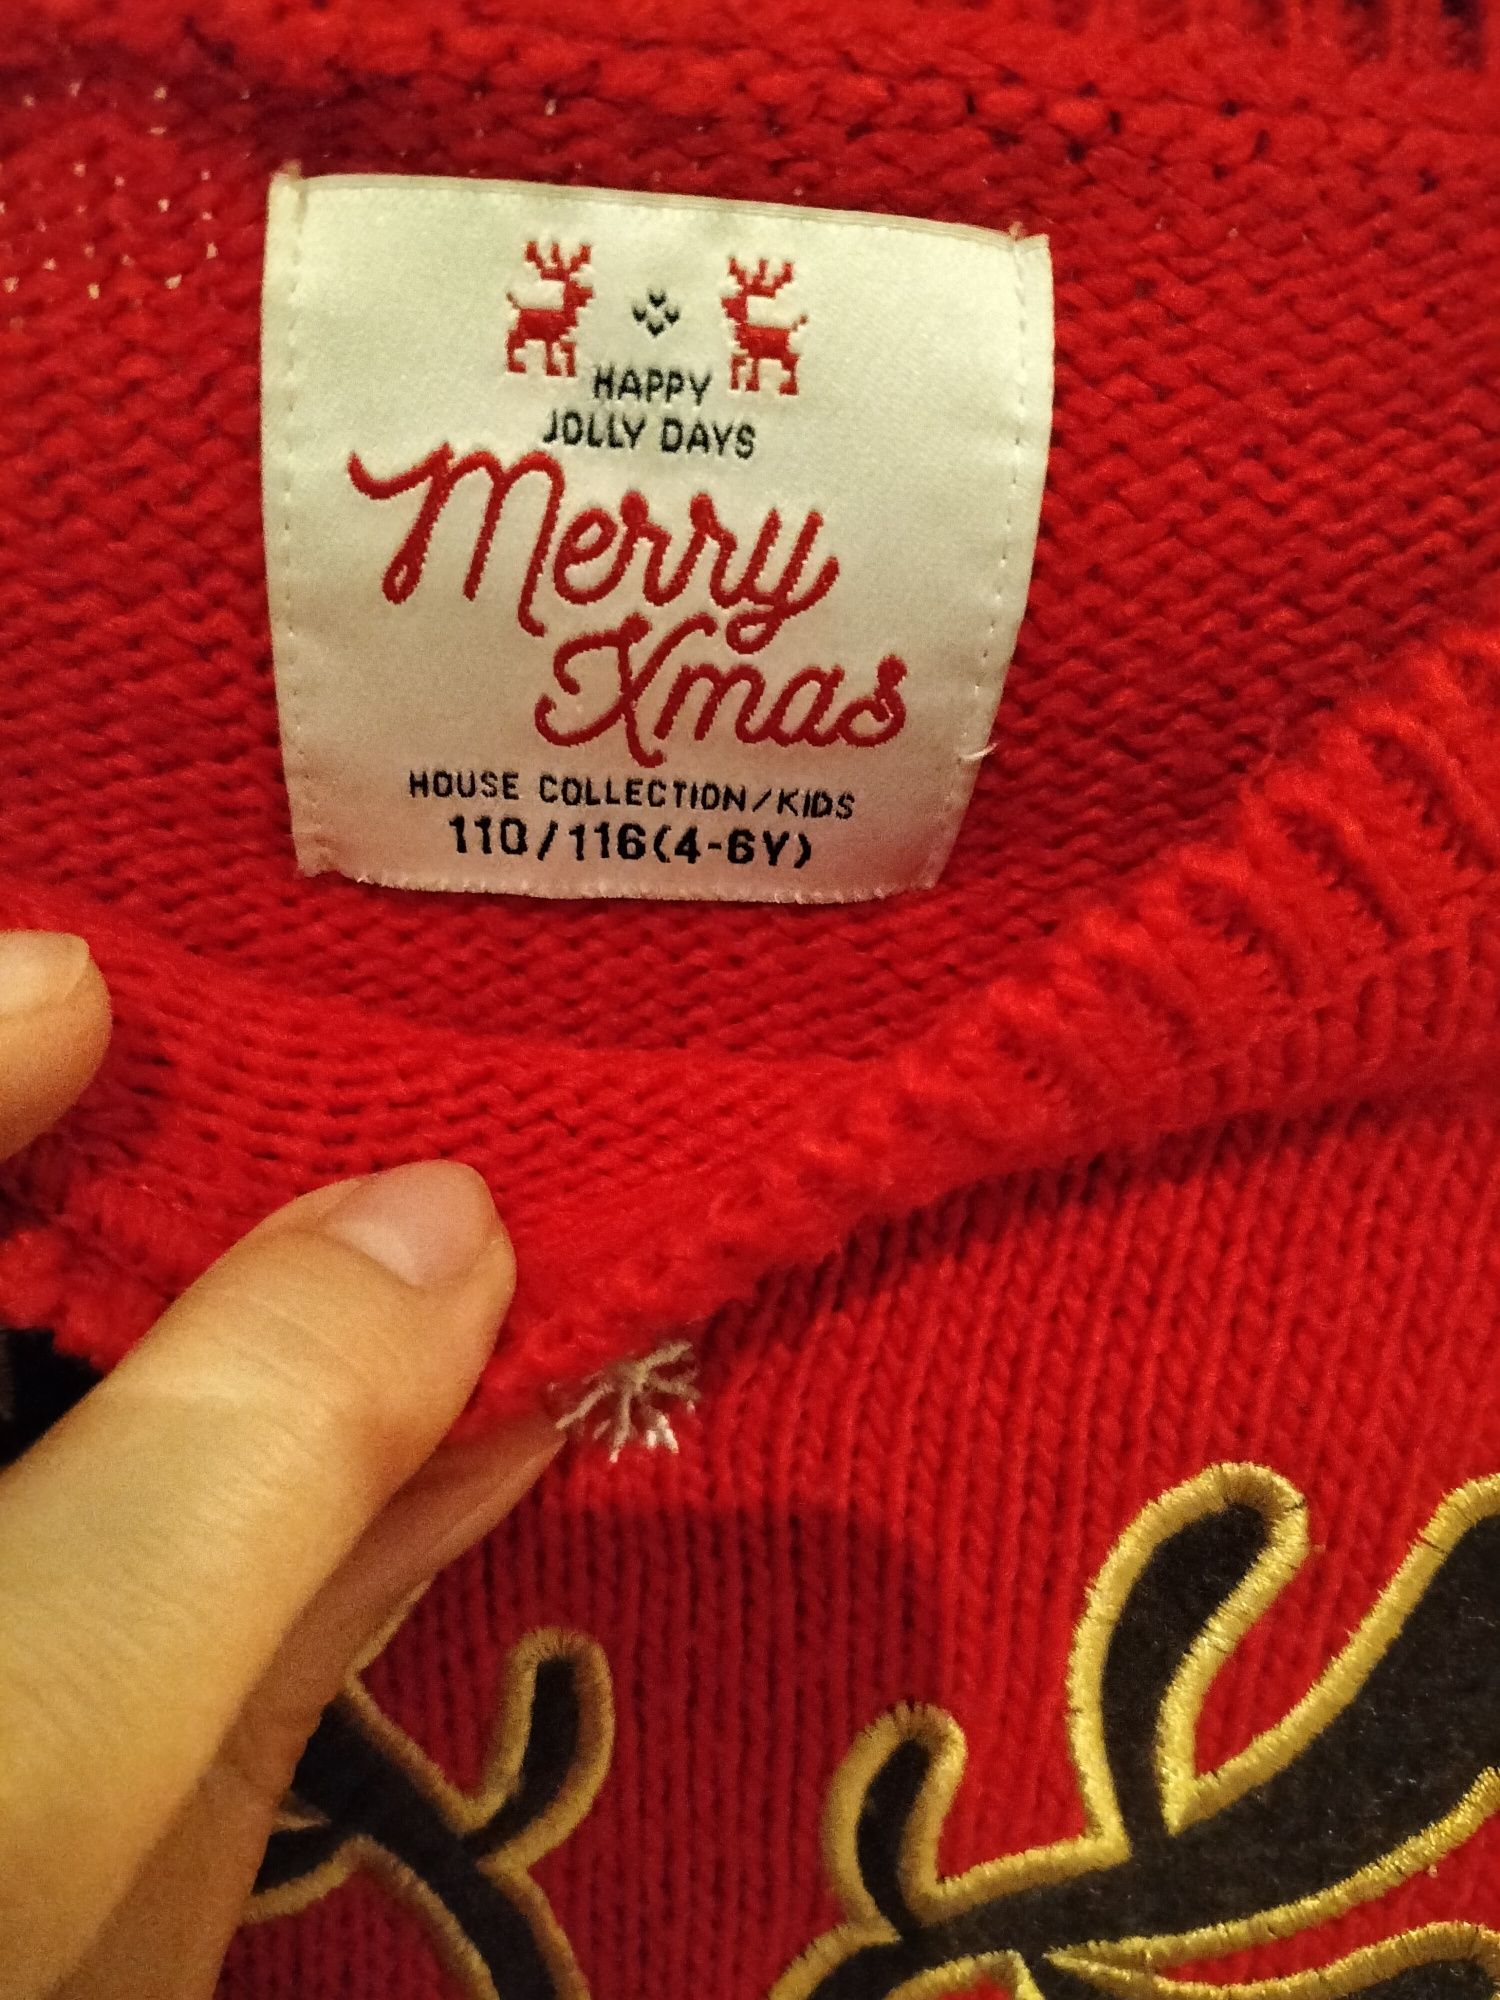 HAPPY
JOLLY DAYS
Merry
Xmas
HOUSE COLLECTION/KIDS
110/116(4-6Y)